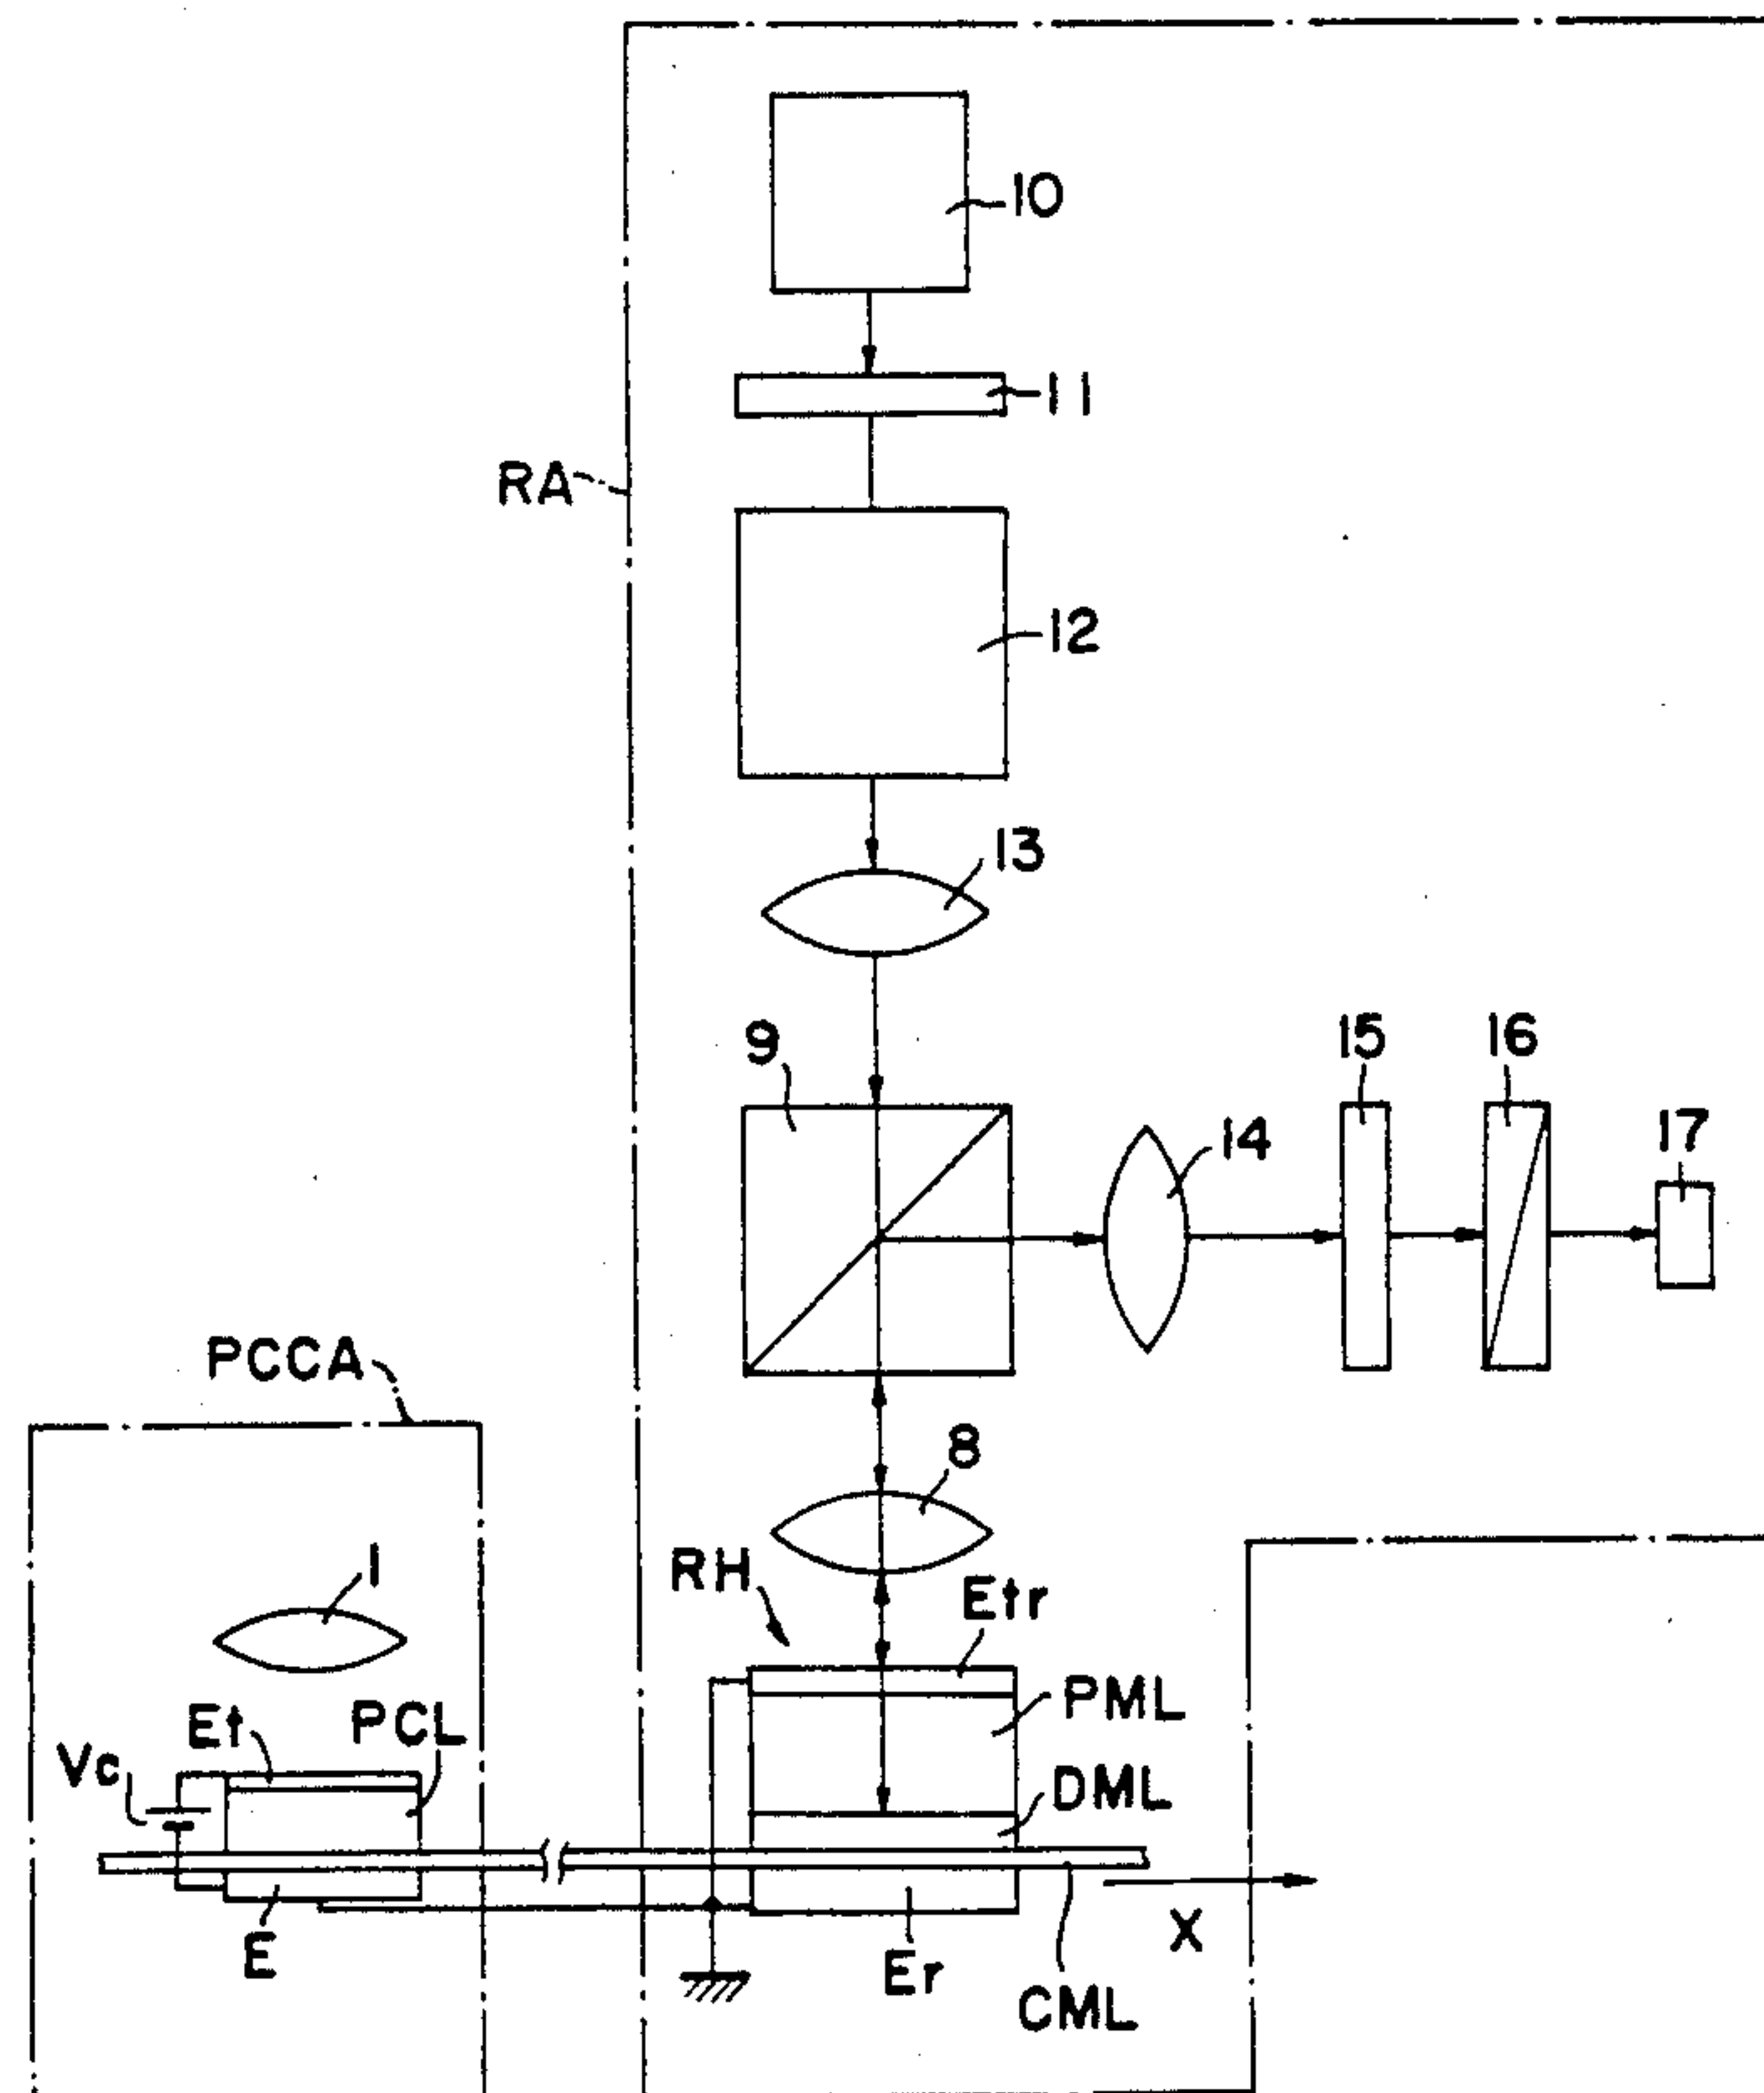 10
11
RA
12
13
9
15
16
14
17
PCCA
8
1
RH
Etr
PML
Et
PCL
Vc
DML
E
Er
X
CML